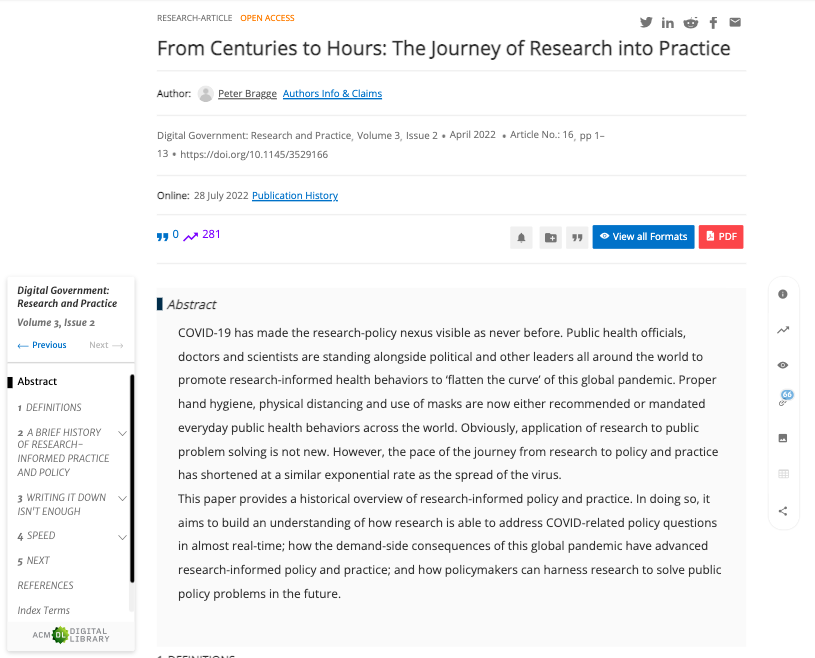 RESEARCH-ARTICLE OPEN ACCESS
From Centuries to Hours: The Journey of Research into Practice
Author: Peter Bragge Authors Info & Claims
Digital Government: Research and Practice, Volume 3, Issue 2 • April 2022 • Article No.: 16, pp 1–
13 • https://doi.org/10.1145/3529166
Online: 28 July 2022 Publication History
0 281
View all Formats PDF
Digital Government:
Research and Practice
Volume 3, Issue 2
← Previous Next →
Abstract
1 DEFINITIONS
2 A BRIEF HISTORY
OF RESEARCH-
INFORMED PRACTICE
AND POLICY
3 WRITING IT DOWN
ISN'T ENOUGH
4 SPEED
5 NEXT
REFERENCES
Index Terms
ACM DL DIGITAL
LIBRARY
Abstract
COVID-19 has made the research-policy nexus visible as never before. Public health officials,
doctors and scientists are standing alongside political and other leaders all around the world to
promote research-informed health behaviors to ‘flatten the curve’ of this global pandemic. Proper
hand hygiene, physical distancing and use of masks are now either recommended or mandated
everyday public health behaviors across the world. Obviously, application of research to public
problem solving is not new. However, the pace of the journey from research to policy and practice
has shortened at a similar exponential rate as the spread of the virus.
This paper provides a historical overview of research-informed policy and practice. In doing so, it
aims to build an understanding of how research is able to address COVID-related policy questions
in almost real-time; how the demand-side consequences of this global pandemic have advanced
research-informed policy and practice; and how policymakers can harness research to solve public
policy problems in the future.
66
1 DEFINITIONS